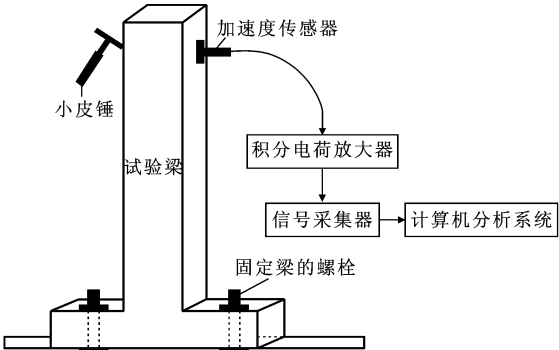 加速度传感器
小皮锤
积分电荷放大器
试验梁
信号采集器
计算机分析系统
固定梁的螺栓